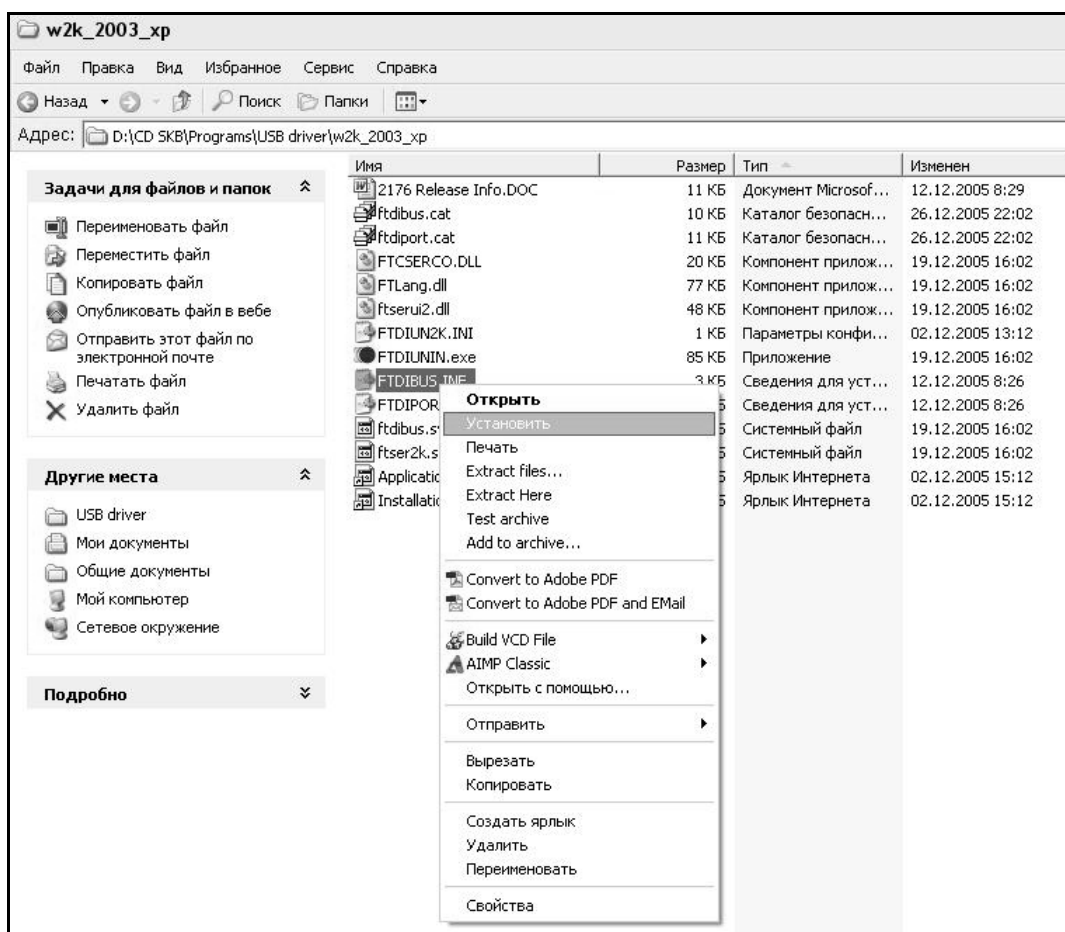 w2k_2003_xp
Файл Правка Вид Избранное Сервис Справка
Назад Поиск Папки
Адрес: D:\CD SKB\Programs\USB driver\w2k_2003_xp
Задачи для файлов и папок
Переименовать файл
Переместить файл
Копировать файл
Опубликовать файл в вебе
Отправить этот файл по
электронной почте
Печатать файл
Удалить файл
Другие места
USB driver
Мои документы
Общие документы
Мой компьютер
Сетевое окружение
Подробно
Имя Размер Тип Изменен
2176 Release Info.DOC 11 КБ Документ Microsof... 12.12.2005 8:29
ftdibus.cat 10 КБ Каталог безопасн... 26.12.2005 22:02
ftdiport.cat 11 КБ Каталог безопасн... 26.12.2005 22:02
FTCSERCO.DLL 20 КБ Компонент прилож... 19.12.2005 16:02
FTLang.dll 77 КБ Компонент прилож... 19.12.2005 16:02
ftserui2.dll 48 КБ Компонент прилож... 19.12.2005 16:02
FTDIUN2K.INI 1 КБ Параметры конфи... 02.12.2005 13:12
FTDIUNIN.exe 85 КБ Приложение 19.12.2005 16:02
FTDIBUS.INF 3 КБ Сведения для уст... 12.12.2005 8:26
FTDIPOR Сведения для уст... 12.12.2005 8:26
ftdibus.s Системный файл 19.12.2005 16:02
ftser2k.s Системный файл 19.12.2005 16:02
Applicatio Ярлык Интернета 02.12.2005 15:12
Installatio Ярлык Интернета 02.12.2005 15:12
Открыть
Установить
Печать
Extract files...
Extract Here
Test archive
Add to archive...
Convert to Adobe PDF
Convert to Adobe PDF and EMail
Build VCD File
AIMP Classic
Открыть с помощью...
Отправить
Вырезать
Копировать
Создать ярлык
Удалить
Переименовать
Свойства